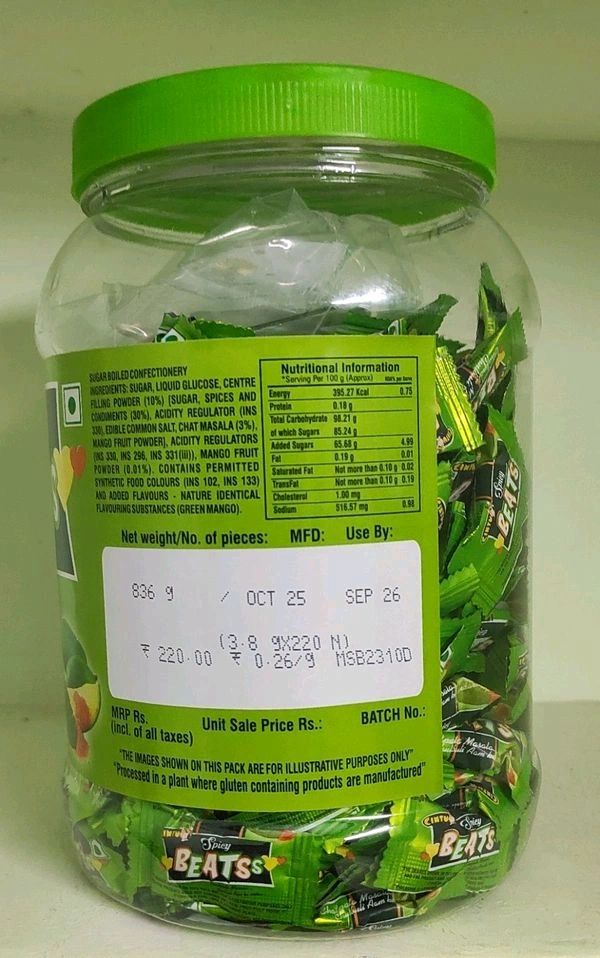 SUGAR BOILED CONFECTIONERY
INGREDIENTS: SUGAR, LIQUID GLUCOSE, CENTRE
FILLING POWDER (10%) [SUGAR, SPICES AND
CONDIMENTS (30%), ACIDITY REGULATOR (INS
330), EDIBLE COMMON SALT, CHAT MASALA (3%),
MANGO FRUIT POWDER], ACIDITY REGULATORS
(INS 330, INS 296, INS 331(iii)), MANGO FRUIT
POWDER (0.01%). CONTAINS PERMITTED
SYNTHETIC FOOD COLOURS (INS 102, INS 133)
AND ADDED FLAVOURS - NATURE IDENTICAL
FLAVOURING SUBSTANCES (GREEN MANGO).
Nutritional Information
*Serving Per 100 g (Approx)
Energy 395.27 Kcal 0.75
Protein 0.18 g
Total Carbohydrate 98.21 g
of which Sugars 85.24 g
Added Sugars 65.68 g 4.99
Fat 0.19 g 0.01
Saturated Fat Not more than 0.10 g 0.02
TransFat Not more than 0.10 g 0.19
Cholesterol 1.00 mg
Sodium 516.57 mg 0.98
Net weight/No. of pieces: MFD: Use By:
836 g / OCT 25 SEP 26
(3.8 gX220 N)
₹ 220.00 ₹ 0.26/g MSB2310D
MRP Rs.
(incl. of all taxes)
Unit Sale Price Rs.: BATCH No.:
"THE IMAGES SHOWN ON THIS PACK ARE FOR ILLUSTRATIVE PURPOSES ONLY"
"Processed in a plant where gluten containing products are manufactured"
Spicy
BEATS
Spicy
BEATSS
CINTU
Spicy
BEATS
Masala